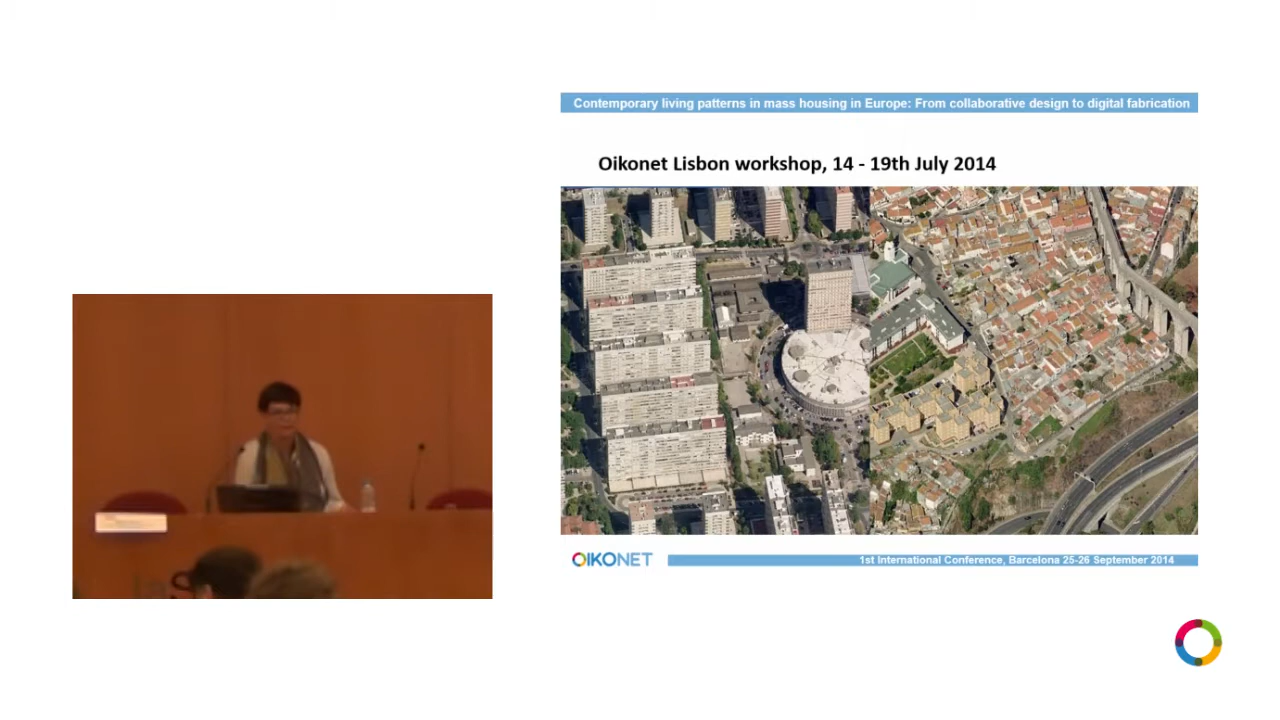 Contemporary living patterns in mass housing in Europe: From collaborative design to digital fabrication
Oikonet Lisbon workshop, 14 - 19th July 2014
OIKONET
1st International Conference, Barcelona 25-26 September 2014